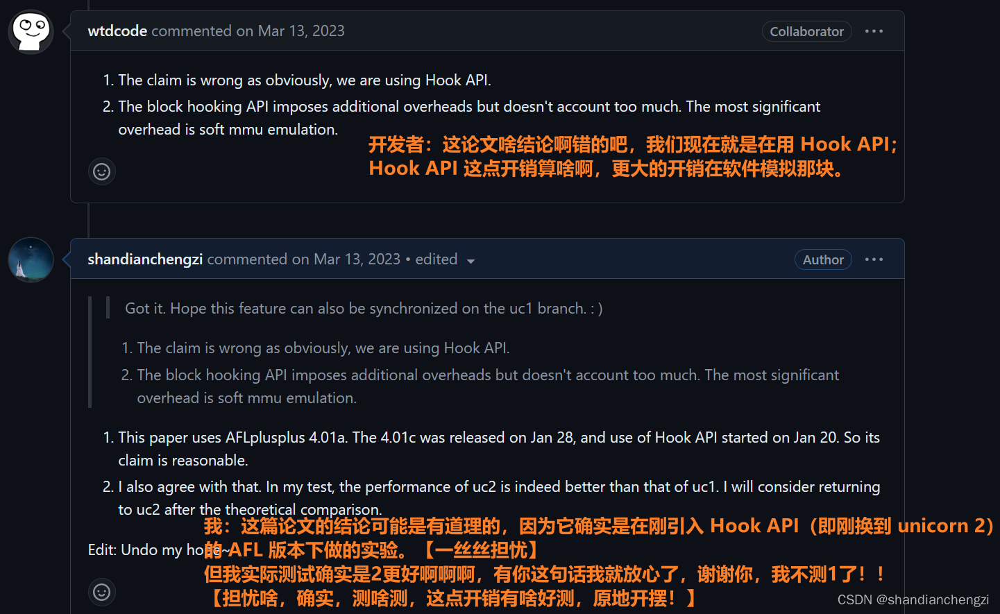 wtdcode commented on Mar 13, 2023
Collaborator
1. The claim is wrong as obviously, we are using Hook API.
2. The block hooking API imposes additional overheads but doesn't account too much. The most significant
overhead is soft mmu emulation.
开发者：这论文啥结论啊错的吧，我们现在就是在用 Hook API；
Hook API 这点开销算啥啊，更大的开销在软件模拟那块。
shandianchengzi commented on Mar 13, 2023 • edited
Author
Got it. Hope this feature can also be synchronized on the uc1 branch. : )
1. The claim is wrong as obviously, we are using Hook API.
2. The block hooking API imposes additional overheads but doesn't account too much. The most significant
overhead is soft mmu emulation.
1. This paper uses AFLplusplus 4.01a. The 4.01c was released on Jan 28, and use of Hook API started on Jan 20. So its
claim is reasonable.
2. I also agree with that. In my test, the performance of uc2 is indeed better than that of uc1. I will consider returning
to uc2 after the theoretical comparison.
我：这篇论文的结论可能是有道理的，因为它确实是在刚引入 Hook API（即刚换到 unicorn 2）
Edit: Undo my hope~
的 AFL 版本下做的实验。【一丝丝担忧】
但我实际测试确实是2更好啊啊啊，有你这句话我就放心了，谢谢你，我不测1了！！
【担忧啥，确实，测啥测，这点开销有啥好测，原地开摆！】
CSDN @shandianchengzi